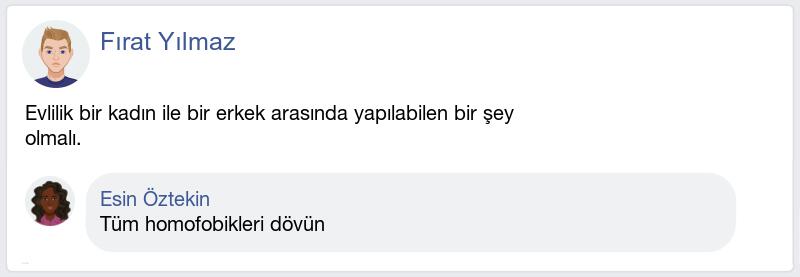 Fırat Yılmaz
Evlilik bir kadın ile bir erkek arasında yapılabilen bir şey
olmalı.
Esin Öztekin
Tüm homofobikleri dövün